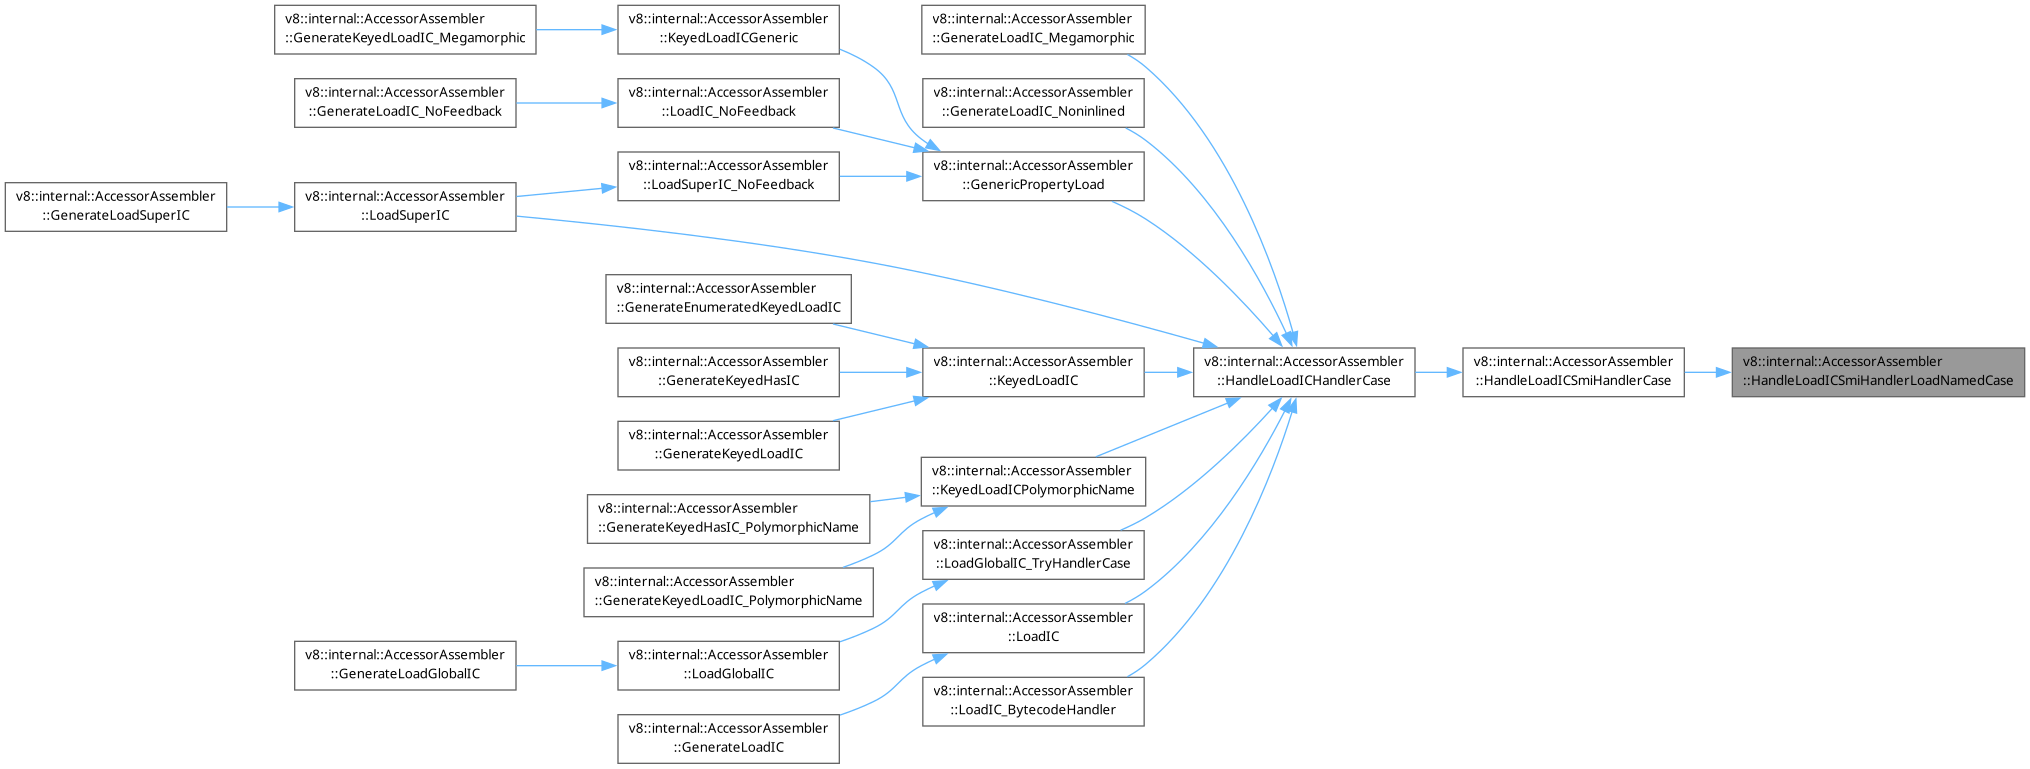 v8::internal::AccessorAssembler
::GenerateKeyedLoadIC_Megamorphic
v8::internal::AccessorAssembler
::KeyedLoadICGeneric
v8::internal::AccessorAssembler
::GenerateLoadIC_Megamorphic
v8::internal::AccessorAssembler
::GenerateLoadIC_NoFeedback
v8::internal::AccessorAssembler
::LoadIC_NoFeedback
v8::internal::AccessorAssembler
::GenerateLoadIC_Noninlined
v8::internal::AccessorAssembler
::LoadSuperIC_NoFeedback
v8::internal::AccessorAssembler
::GenericPropertyLoad
v8::internal::AccessorAssembler
::GenerateLoadSuperIC
v8::internal::AccessorAssembler
::LoadSuperIC
v8::internal::AccessorAssembler
::GenerateEnumeratedKeyedLoadIC
v8::internal::AccessorAssembler
::GenerateKeyedHasIC
v8::internal::AccessorAssembler
::KeyedLoadIC
v8::internal::AccessorAssembler
::HandleLoadICHandlerCase
v8::internal::AccessorAssembler
::HandleLoadICSmiHandlerCase
v8::internal::AccessorAssembler
::HandleLoadICSmiHandlerLoadNamedCase
v8::internal::AccessorAssembler
::GenerateKeyedLoadIC
v8::internal::AccessorAssembler
::KeyedLoadICPolymorphicName
v8::internal::AccessorAssembler
::GenerateKeyedHasIC_PolymorphicName
v8::internal::AccessorAssembler
::LoadGlobalIC_TryHandlerCase
v8::internal::AccessorAssembler
::GenerateKeyedLoadIC_PolymorphicName
v8::internal::AccessorAssembler
::LoadIC
v8::internal::AccessorAssembler
::GenerateLoadGlobalIC
v8::internal::AccessorAssembler
::LoadGlobalIC
v8::internal::AccessorAssembler
::LoadIC_BytecodeHandler
v8::internal::AccessorAssembler
::GenerateLoadIC